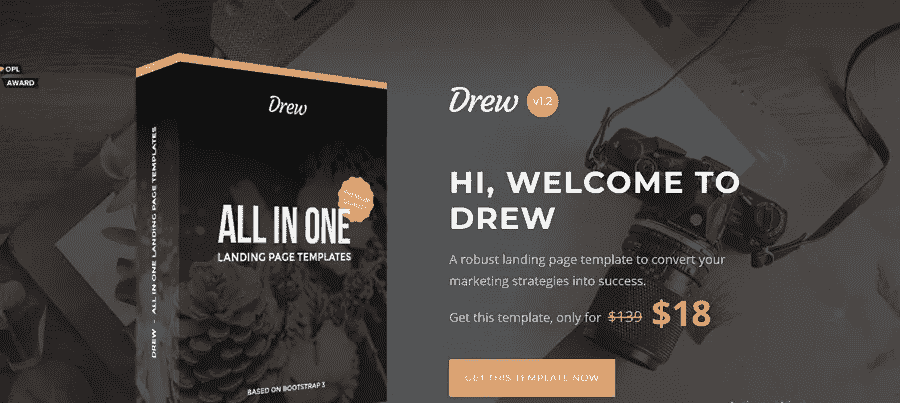 OPL
AWARD
Drew
ALL IN ONE
LANDING PAGE TEMPLATES
DREW - ALL IN ONE LANDING PAGE TEMPLATES
BASED ON BOOTSTRAP 3
Drew v1.2
HI, WELCOME TO
DREW
A robust landing page template to convert your
marketing strategies into success.
Get this template, only for $139 $18
GET THIS TEMPLATE NOW